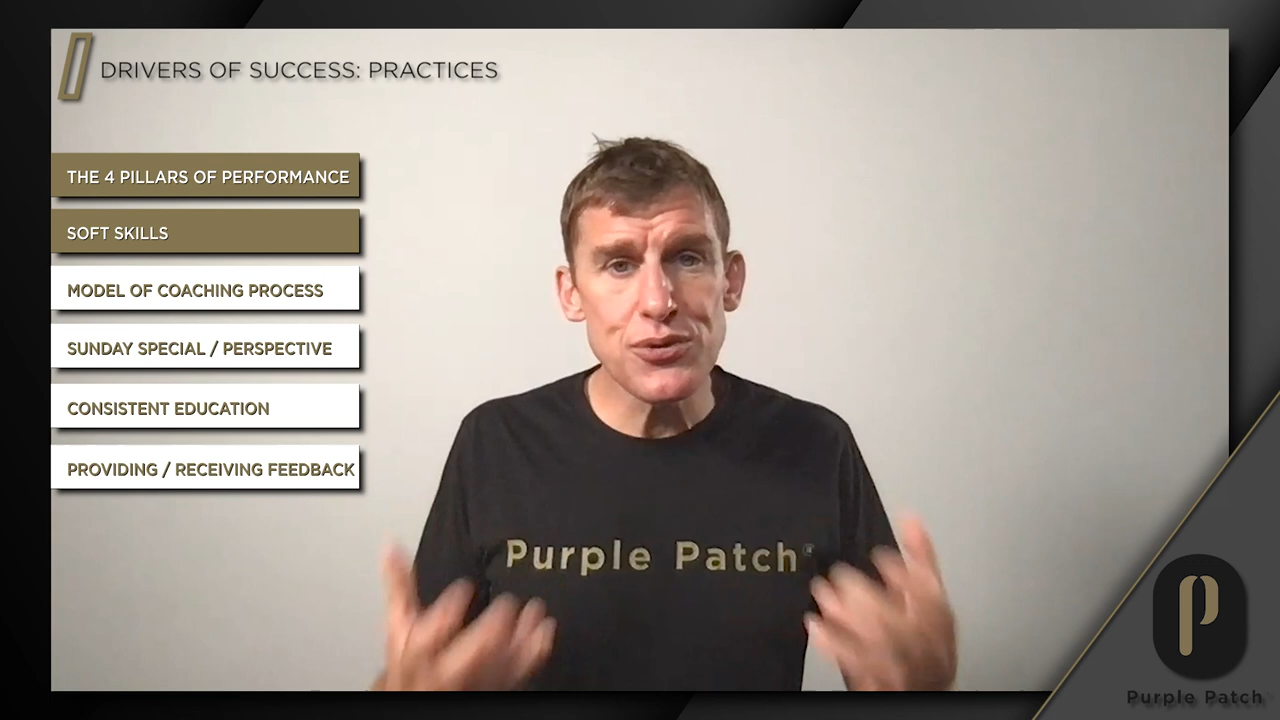 DRIVERS OF SUCCESS: PRACTICES
THE 4 PILLARS OF PERFORMANCE
SOFT SKILLS
MODEL OF COACHING PROCESS
SUNDAY SPECIAL / PERSPECTIVE
CONSISTENT EDUCATION
PROVIDING / RECEIVING FEEDBACK
Purple Patch®
P
Purple Patch